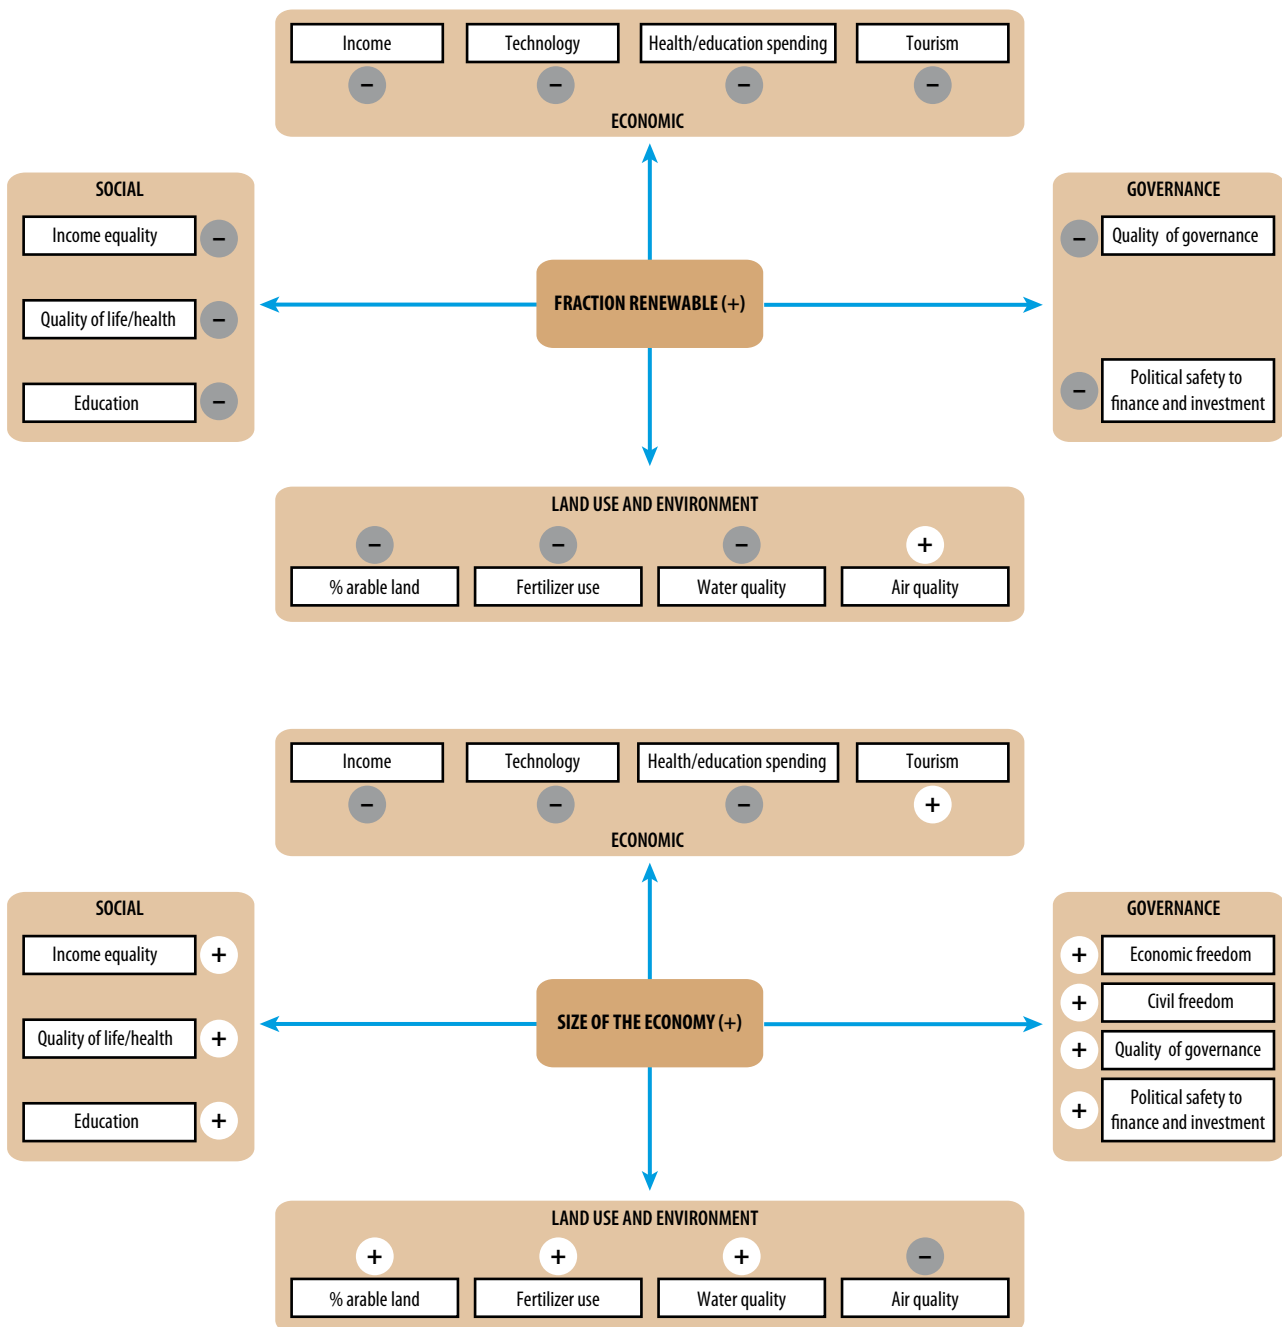 Income
Technology
Health/education spending
Tourism
–
–
–
–
ECONOMIC
SOCIAL
Income equality
–
Quality of life/health
–
Education
–
FRACTION RENEWABLE (+)
GOVERNANCE
–
Quality of governance
–
Political safety to
finance and investment
LAND USE AND ENVIRONMENT
–
–
–
+
% arable land
Fertilizer use
Water quality
Air quality
Income
Technology
Health/education spending
Tourism
–
–
–
+
ECONOMIC
SOCIAL
Income equality
+
Quality of life/health
+
Education
+
SIZE OF THE ECONOMY (+)
GOVERNANCE
+
Economic freedom
+
Civil freedom
+
Quality of governance
+
Political safety to
finance and investment
LAND USE AND ENVIRONMENT
+
+
+
–
% arable land
Fertilizer use
Water quality
Air quality